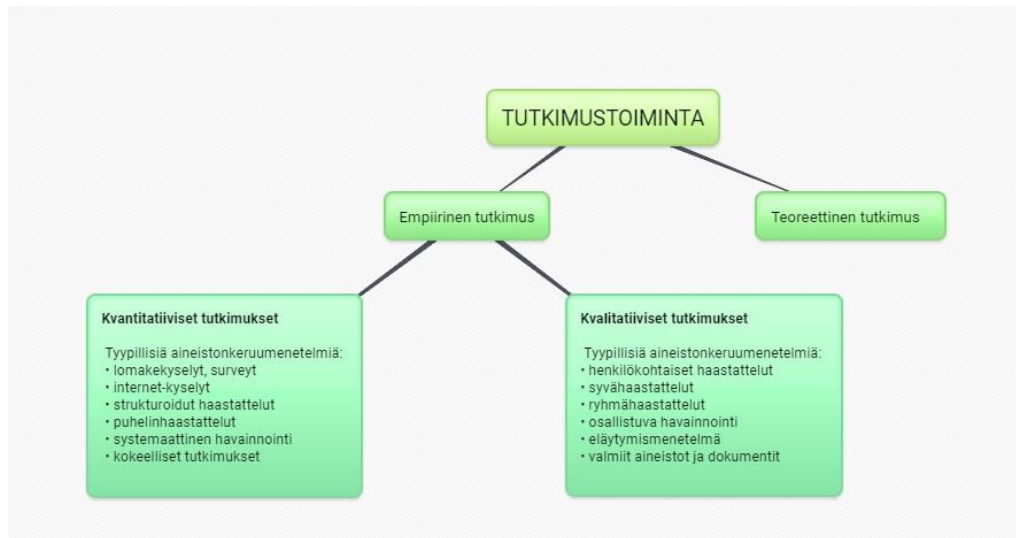 TUTKIMUSTOIMINTA
Empiirinen tutkimus
Teoreettinen tutkimus
Kvantitatiiviset tutkimukset
Tyypillisiä aineistonkeruumenetelmiä:
• lomakekyselyt, surveyt
• internet-kyselyt
• strukturoidut haastattelut
• puhelinhaastattelut
• systemaattinen havainnointi
• kokeelliset tutkimukset
Kvalitatiiviset tutkimukset
Tyypillisiä aineistonkeruumenetelmiä:
• henkilökohtaiset haastattelut
• syvähaastattelut
• ryhmähaastattelut
• osallistuva havainnointi
• eläytymismenetelmä
• valmiit aineistot ja dokumentit